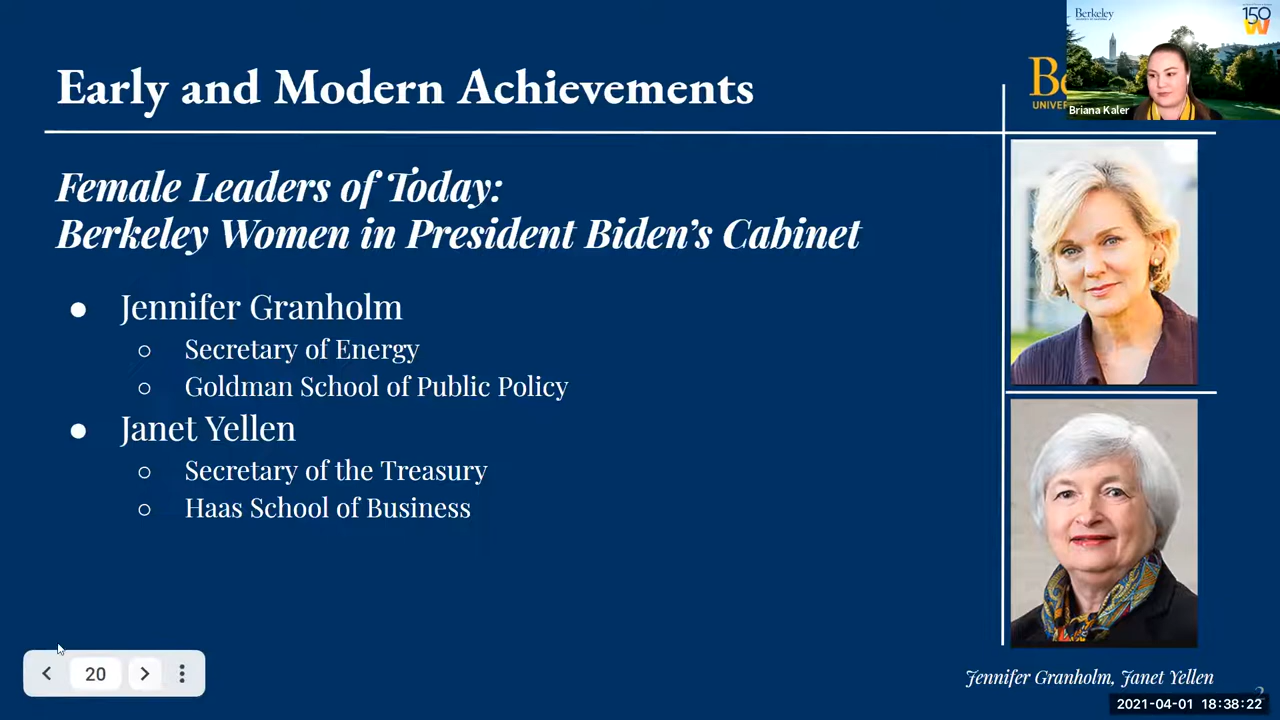 Early and Modern Achievements
Berkeley
150
W
UNIVE
Briana Kaler
Female Leaders of Today:
Berkeley Women in President Biden’s Cabinet
● Jennifer Granholm
○ Secretary of Energy
○ Goldman School of Public Policy
● Janet Yellen
○ Secretary of the Treasury
○ Haas School of Business
20
Jennifer Granholm, Janet Yellen
2021-04-01 18:38:22